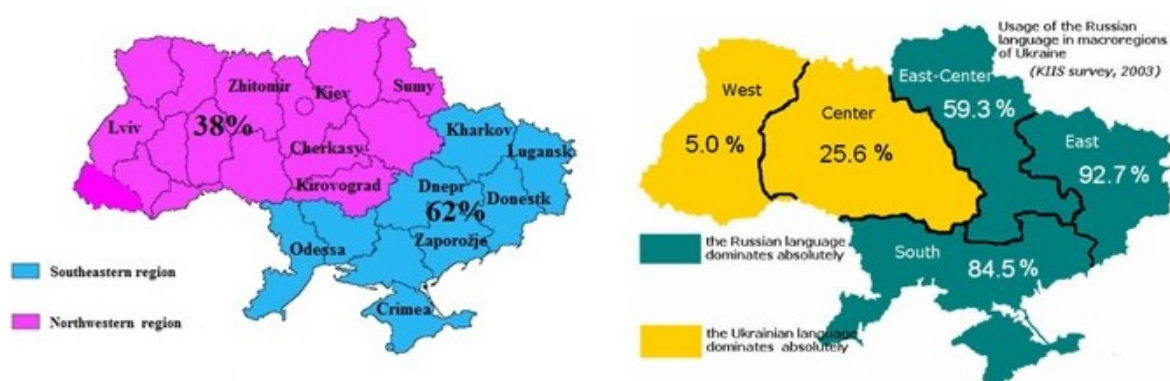 Zhitomir
Kiev
Sumy
Lviv
38%
Kharkov
Cherkasy
Lugansk
Kirovograd
Dnepr
Donestk
62%
Odessa
Zaporožje
Crimea
Southeastern region
Northwestern region
Usage of the Russian
language in macroregions
of Ukraine
(KIIS survey, 2003)
East-Center
59.3 %
West
Center
5.0 %
25.6 %
East
92.7 %
South
84.5 %
the Russian language
dominates absolutely
the Ukrainian language
dominates absolutely